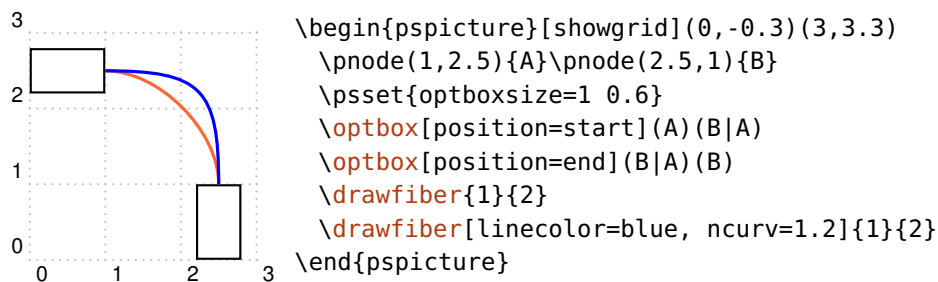 3
2
1
0
0 1 2 3
\begin{pspicture}[showgrid](0,-0.3)(3,3.3)
\pnode(1,2.5){A}\pnode(2.5,1){B}
\psset{optboxsize=1 0.6}
\optbox[position=start](A)(B|A)
\optbox[position=end](B|A)(B)
\drawfiber{1}{2}
\drawfiber[linecolor=blue, ncurv=1.2]{1}{2}
\end{pspicture}